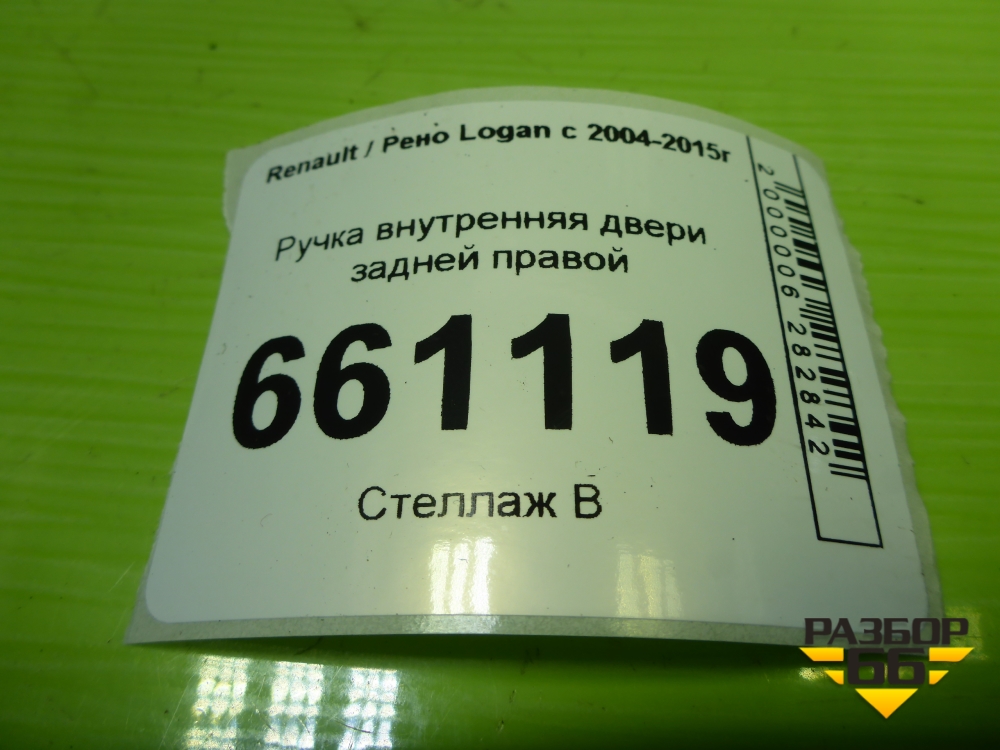 Renault / Рено Logan с 2004-2015г
Ручка внутренняя двери
задней правой
661119
Стеллаж В
2000006282842
РАЗБОР
66